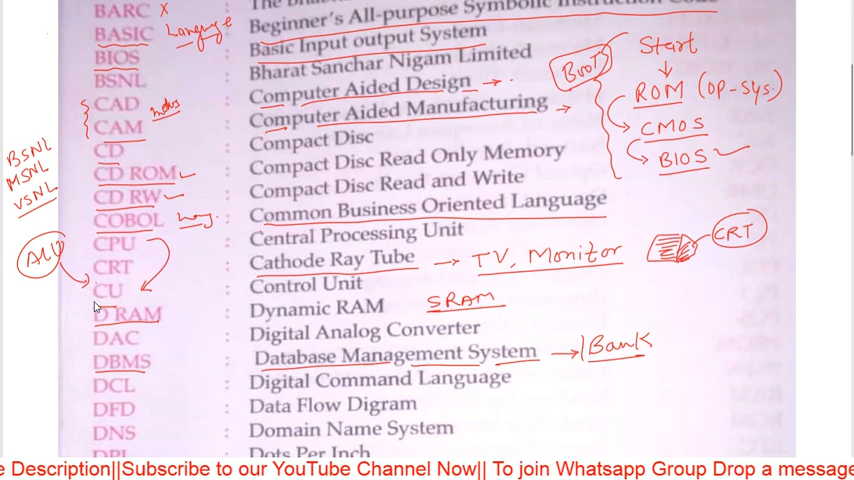 BARC X :
BASIC Language : Beginner's All-purpose Symbolic Instruction Code
BIOS : Basic Input output System
BSNL : Bharat Sanchar Nigam Limited
CAD : Computer Aided Design →
CAM : Computer Aided Manufacturing →
CD : Compact Disc
CD ROM : Compact Disc Read Only Memory
CD RW : Compact Disc Read and Write
COBOL : Common Business Oriented Language
CPU : Central Processing Unit
CRT : Cathode Ray Tube → TV, Monitor CRT
CU : Control Unit
D RAM : Dynamic RAM SRAM
DAC : Digital Analog Converter
DBMS : Database Management System → Bank
DCL : Digital Command Language
DFD : Data Flow Digram
DNS : Domain Name System
DPI : Dots Per Inch
BSNL
MSNL
VSNL
ALU
Boot
Start
ROM (OP-Sys.)
CMOS
BIOS
e Description||Subscribe to our YouTube Channel Now|| To join Whatsapp Group Drop a message